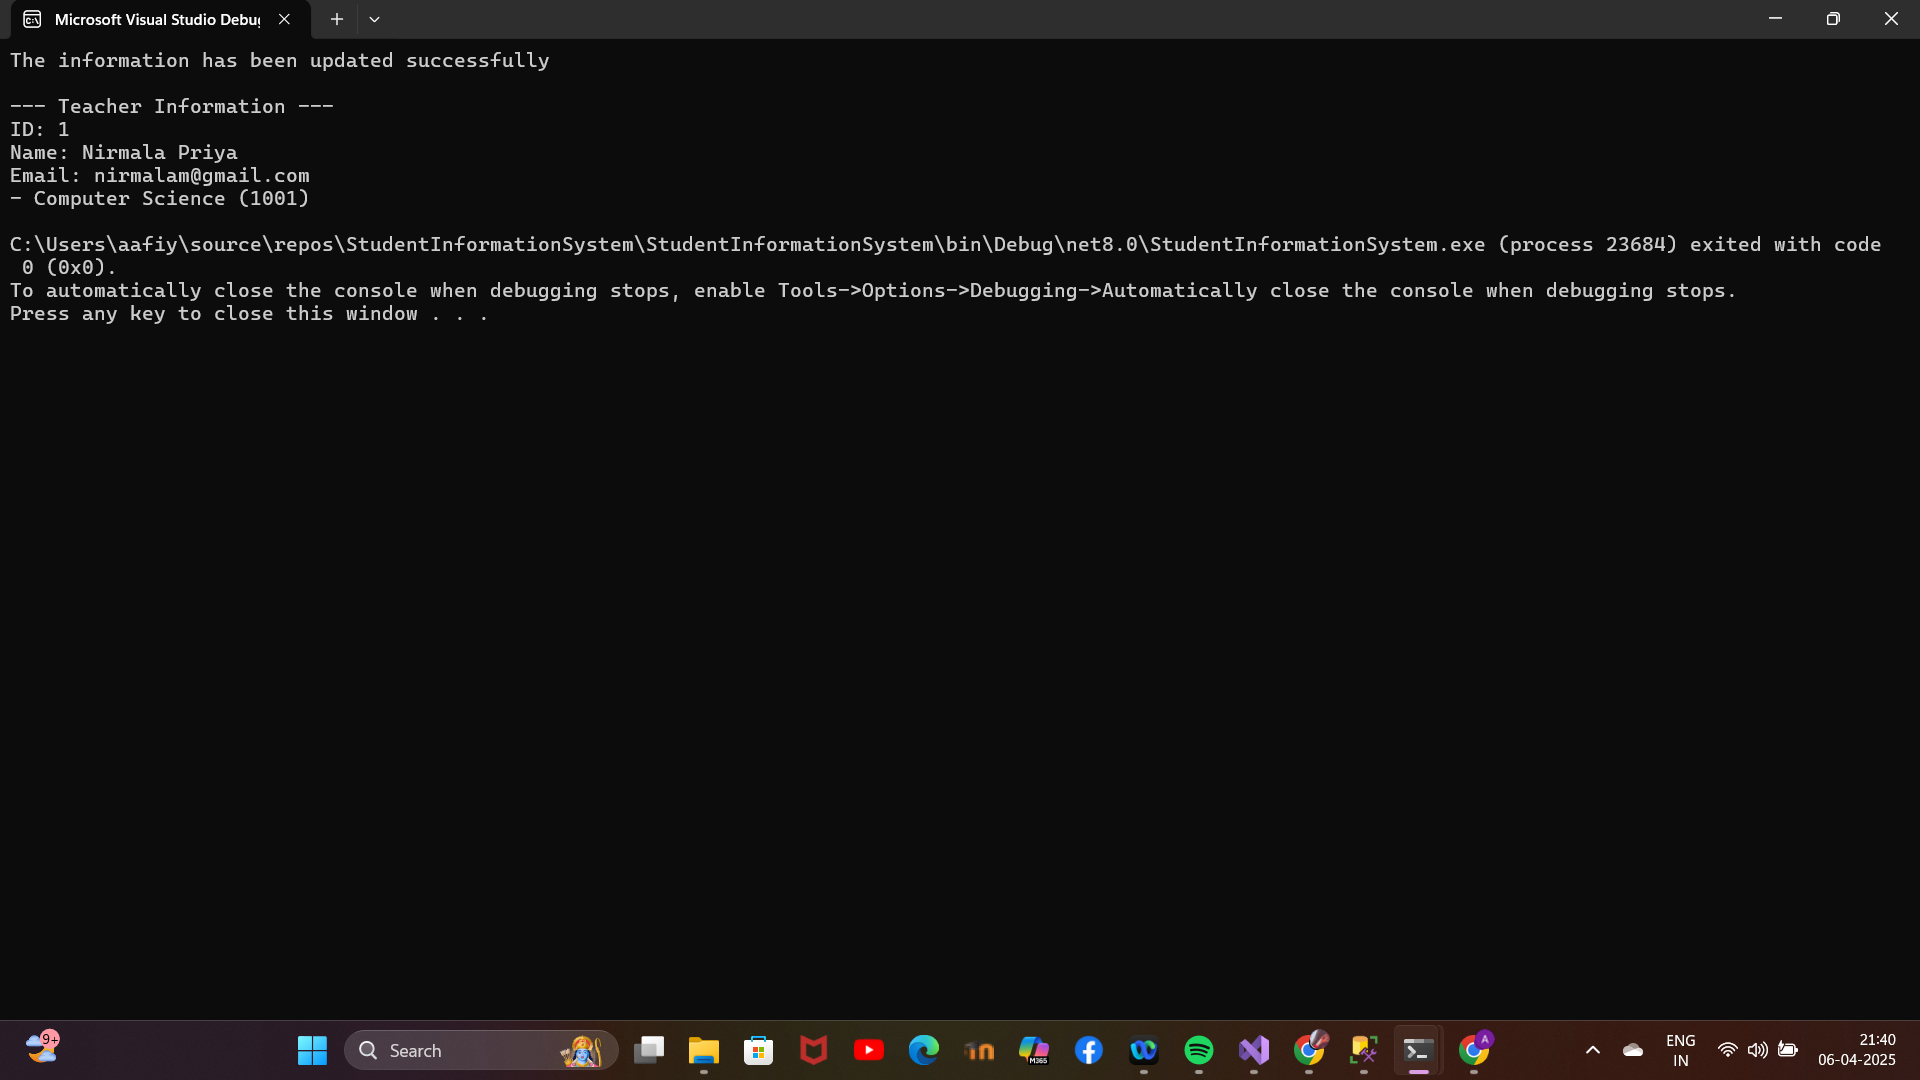 Microsoft Visual Studio Debu
The information has been updated successfully
--- Teacher Information ---
ID: 1
Name: Nirmala Priya
Email: nirmalam@gmail.com
- Computer Science (1001)
C:\Users\aafiy\source\repos\StudentInformationSystem\StudentInformationSystem\bin\Debug\net8.0\StudentInformationSystem.exe (process 23684) exited with code
0 (0x0).
To automatically close the console when debugging stops, enable Tools->Options->Debugging->Automatically close the console when debugging stops.
Press any key to close this window . . .
9+
Search
M365
A
ENG
IN
21:40
06-04-2025